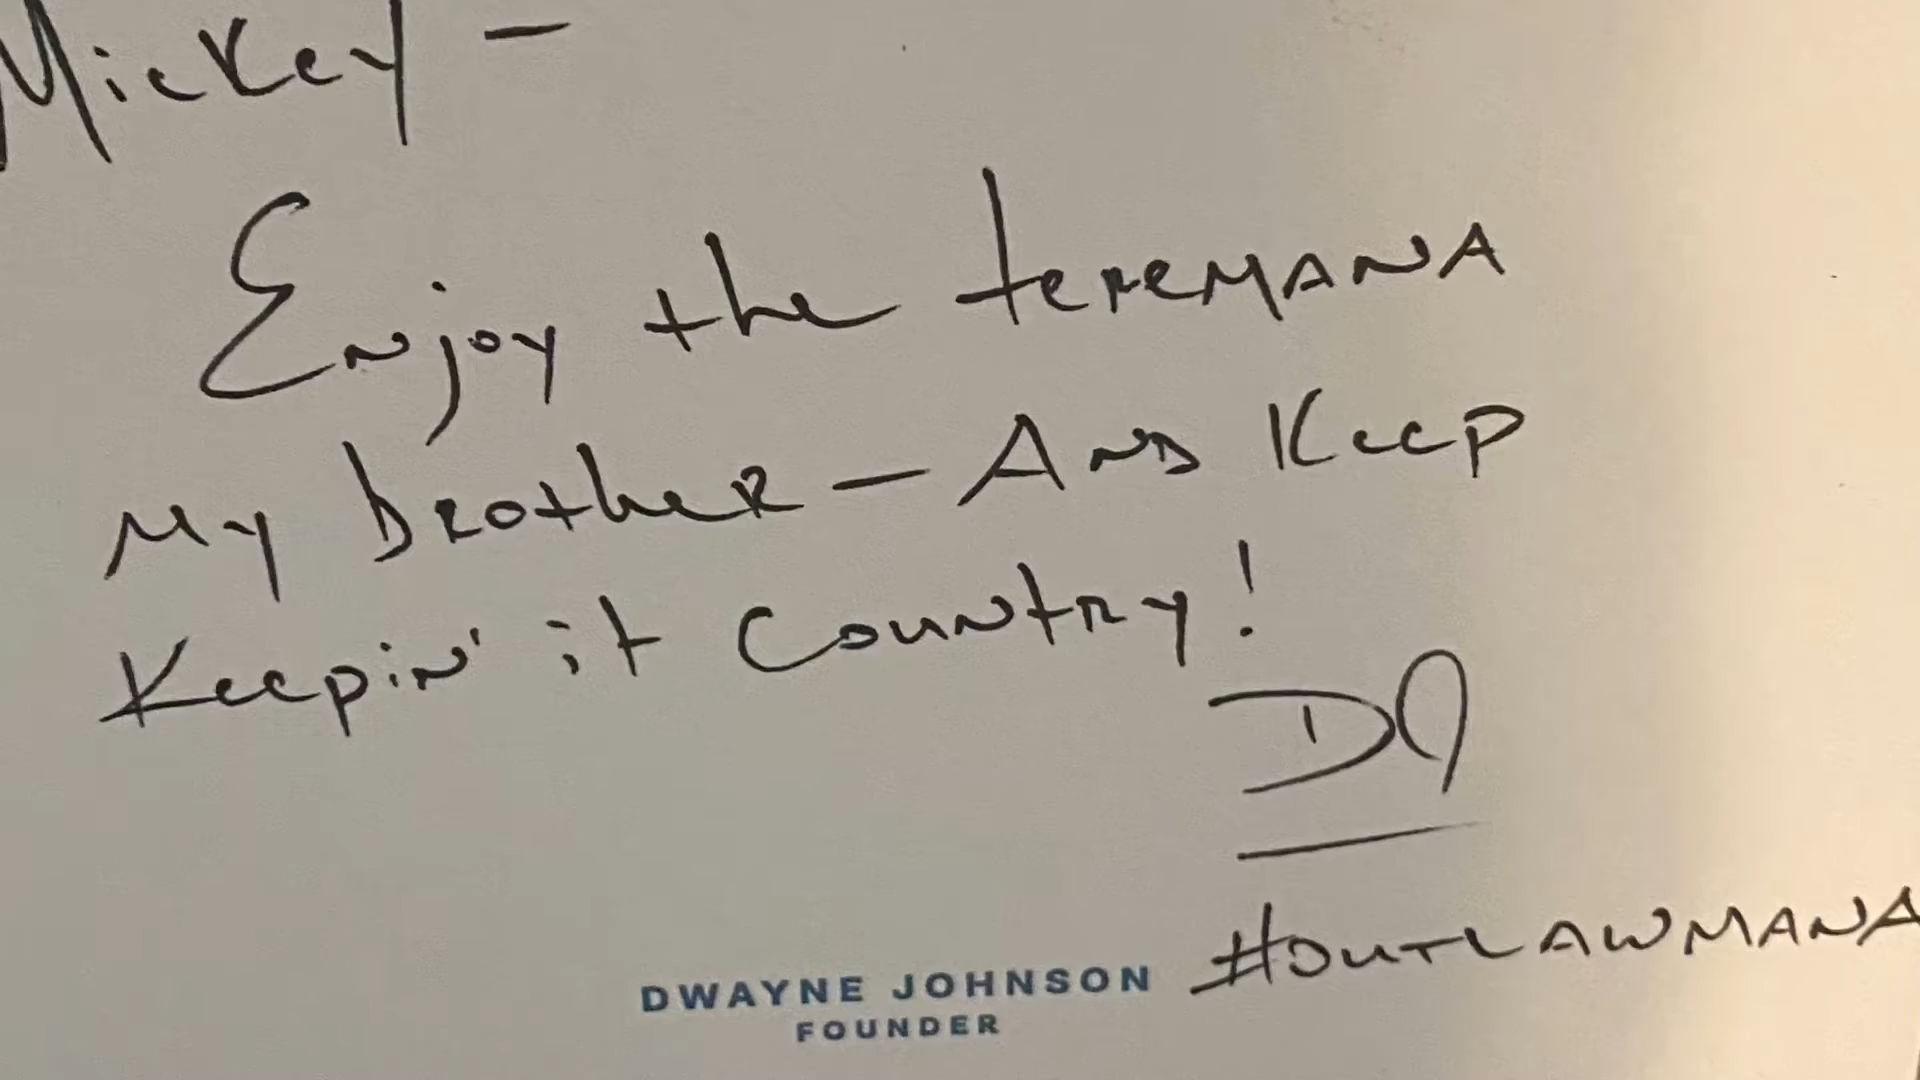 Mickey -
Enjoy the teremana
my brother - And Keep
Keepin' it Country!
DJ
#OUTLAWMANA
DWAYNE JOHNSON
FOUNDER